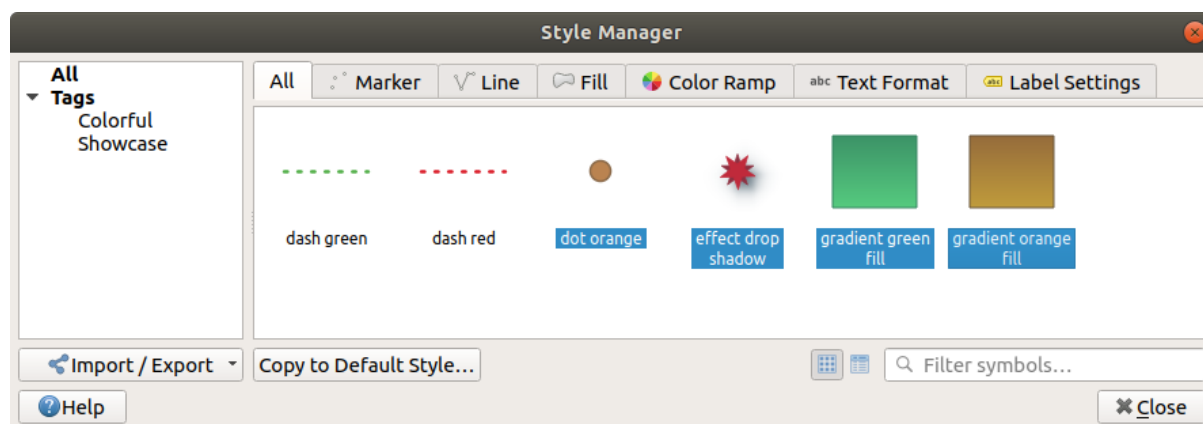 Style Manager
All
Tags
Colorful
Showcase
All
Marker
Line
Fill
Color Ramp
abc Text Format
abc Label Settings
dash green
dash red
dot orange
effect drop
shadow
gradient green
fill
gradient orange
fill
Import / Export
Copy to Default Style...
Filter symbols...
?Help
Close